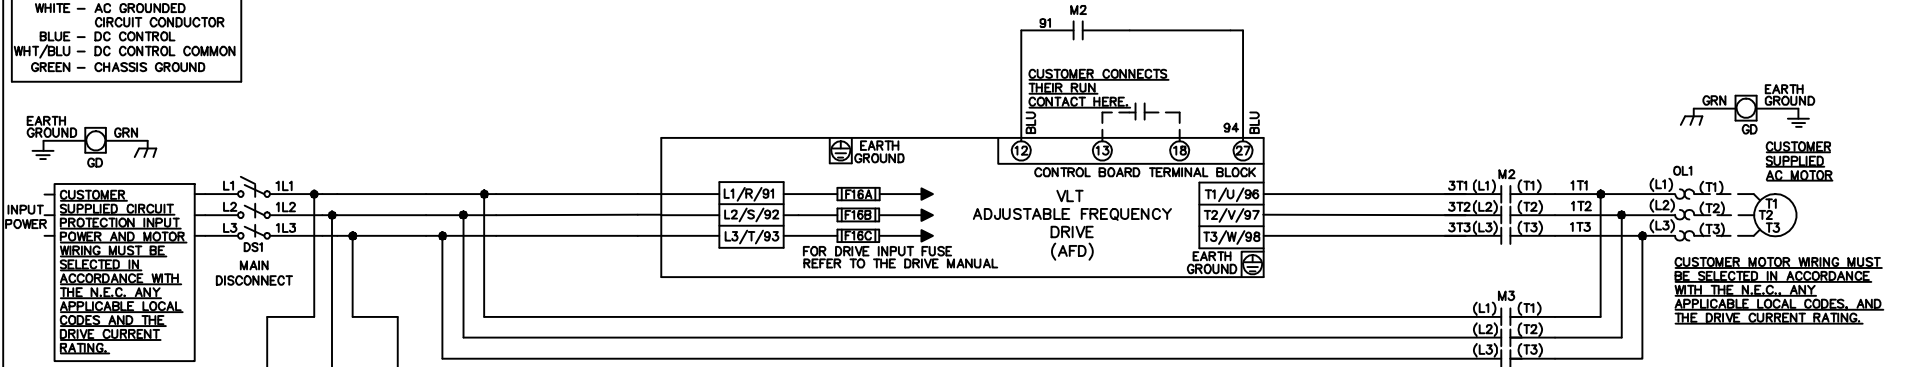 WHITE – AC GROUNDED
CIRCUIT CONDUCTOR
BLUE – DC CONTROL
WHT/BLU – DC CONTROL COMMON
GREEN – CHASSIS GROUND
EARTH
GROUND
GRN
GD
INPUT
POWER
CUSTOMER
SUPPLIED CIRCUIT
PROTECTION INPUT
POWER AND MOTOR
WIRING MUST BE
SELECTED IN
ACCORDANCE WITH
THE N.E.C. ANY
APPLICABLE LOCAL
CODES AND THE
DRIVE CURRENT
RATING.
L1 1L1
L2 1L2
L3 1L3
DS1
MAIN
DISCONNECT
M2
91
CUSTOMER CONNECTS
THEIR RUN
CONTACT HERE.
BLU
94
BLU
12 13 18 27
CONTROL BOARD TERMINAL BLOCK
EARTH
GROUND
L1/R/91
L2/S/92
L3/T/93
F16A
F16B
F16C
FOR DRIVE INPUT FUSE
REFER TO THE DRIVE MANUAL
VLT
ADJUSTABLE FREQUENCY
DRIVE
(AFD)
T1/U/96
T2/V/97
T3/W/98
EARTH
GROUND
M2
3T1 (L1) (T1) 1T1
3T2(L2) (T2) 1T2
3T3(L3) (T3) 1T3
M3
(L1) (T1)
(L2) (T2)
(L3) (T3)
GRN
EARTH
GROUND
GD
CUSTOMER
SUPPLIED
AC MOTOR
OL1
(L1) (T1)
(L2) (T2)
(L3) (T3)
T1
T2
T3
CUSTOMER MOTOR WIRING MUST
BE SELECTED IN ACCORDANCE
WITH THE N.E.C., ANY
APPLICABLE LOCAL CODES, AND
THE DRIVE CURRENT RATING.